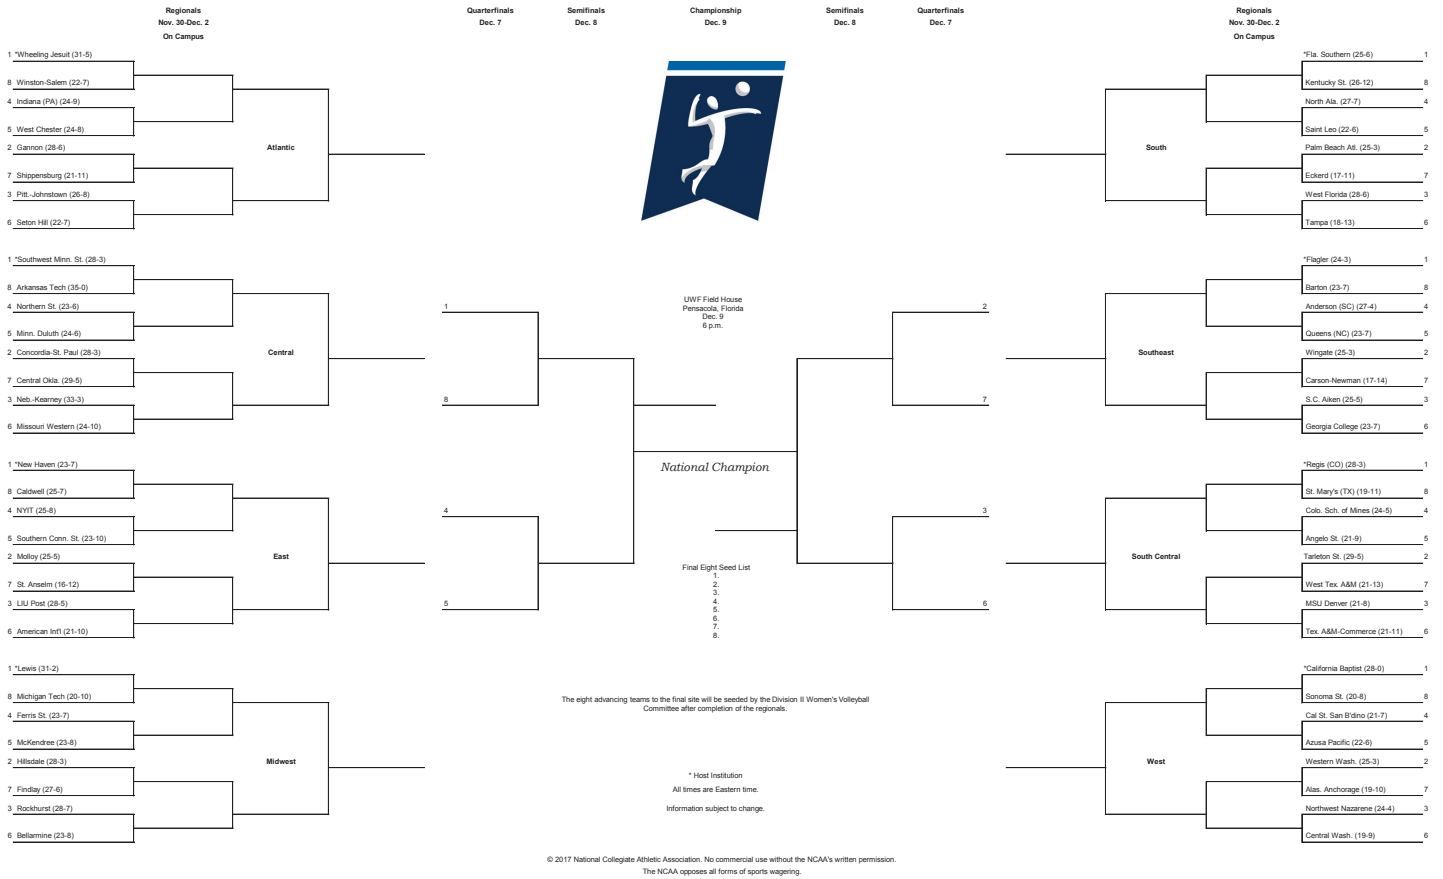 Regionals
Nov. 30-Dec. 2
On Campus
Quarterfinals
Dec. 7
Semifinals
Dec. 8
Championship
Dec. 9
Semifinals
Dec. 8
Quarterfinals
Dec. 7
Regionals
Nov. 30-Dec. 2
On Campus
1 *Wheeling Jesuit (31-5)
8 Winston-Salem (22-7)
4 Indiana (PA) (24-9)
5 West Chester (24-8)
2 Gannon (28-6)
Atlantic
7 Shippensburg (21-11)
3 Pitt.-Johnstown (26-8)
6 Seton Hill (22-7)
1 *Southwest Minn. St. (28-3)
8 Arkansas Tech (35-0)
4 Northern St. (23-6)
5 Minn. Duluth (24-6)
2 Concordia-St. Paul (28-3)
Central
7 Central Okla. (29-5)
3 Neb.-Kearney (33-3)
6 Missouri Western (24-10)
1 *New Haven (23-7)
8 Caldwell (25-7)
4 NYIT (25-8)
5 Southern Conn. St. (23-10)
2 Molloy (25-5)
East
7 St. Anselm (16-12)
3 LIU Post (28-5)
6 American Int'l (21-10)
1 *Lewis (31-2)
8 Michigan Tech (20-10)
4 Ferris St. (23-7)
5 McKendree (23-8)
2 Hillsdale (28-3)
Midwest
7 Findlay (27-6)
3 Rockhurst (28-7)
6 Bellarmine (23-8)
1
8
4
5
UWF Field House
Pensacola, Florida
Dec. 9
6 p.m.
National Champion
Final Eight Seed List
1.
2.
3.
4.
5.
6.
7.
8.
The eight advancing teams to the final site will be seeded by the Division II Women's Volleyball
Committee after completion of the regionals.
* Host Institution
All times are Eastern time.
Information subject to change.
2
7
3
6
*Fla. Southern (25-6) 1
Kentucky St. (26-12) 8
North Ala. (27-7) 4
Saint Leo (22-6) 5
Palm Beach Atl. (25-3) 2
South
Eckerd (17-11) 7
West Florida (28-6) 3
Tampa (18-13) 6
*Flagler (24-3) 1
Barton (23-7) 8
Anderson (SC) (27-4) 4
Queens (NC) (23-7) 5
Wingate (25-3) 2
Southeast
Carson-Newman (17-14) 7
S.C. Aiken (25-5) 3
Georgia College (23-7) 6
*Regis (CO) (28-3) 1
St. Mary's (TX) (19-11) 8
Colo. Sch. of Mines (24-5) 4
Angelo St. (21-9) 5
Tarleton St. (29-5) 2
South Central
West Tex. A&M (21-13) 7
MSU Denver (21-8) 3
Tex. A&M-Commerce (21-11) 6
*California Baptist (28-0) 1
Sonoma St. (20-8) 8
Cal St. San B'dino (21-7) 4
Azusa Pacific (22-6) 5
Western Wash. (25-3) 2
West
Alas. Anchorage (19-10) 7
Northwest Nazarene (24-4) 3
Central Wash. (19-9) 6
© 2017 National Collegiate Athletic Association. No commercial use without the NCAA's written permission.
The NCAA opposes all forms of sports wagering.